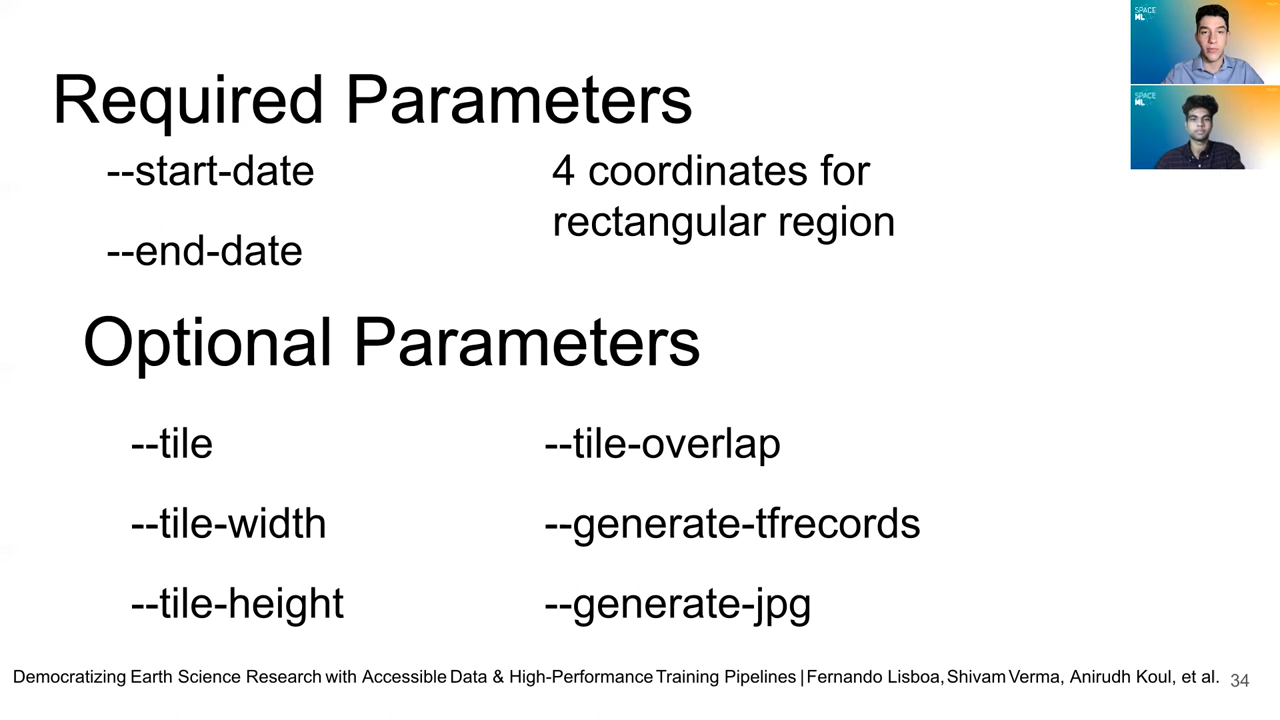 SPACE
ML
SPACE
ML
Required Parameters
--start-date
--end-date
4 coordinates for
rectangular region
Optional Parameters
--tile
--tile-width
--tile-height
--tile-overlap
--generate-tfrecords
--generate-jpg
Democratizing Earth Science Research with Accessible Data & High-Performance Training Pipelines | Fernando Lisboa, Shivam Verma, Anirudh Koul, et al. 34